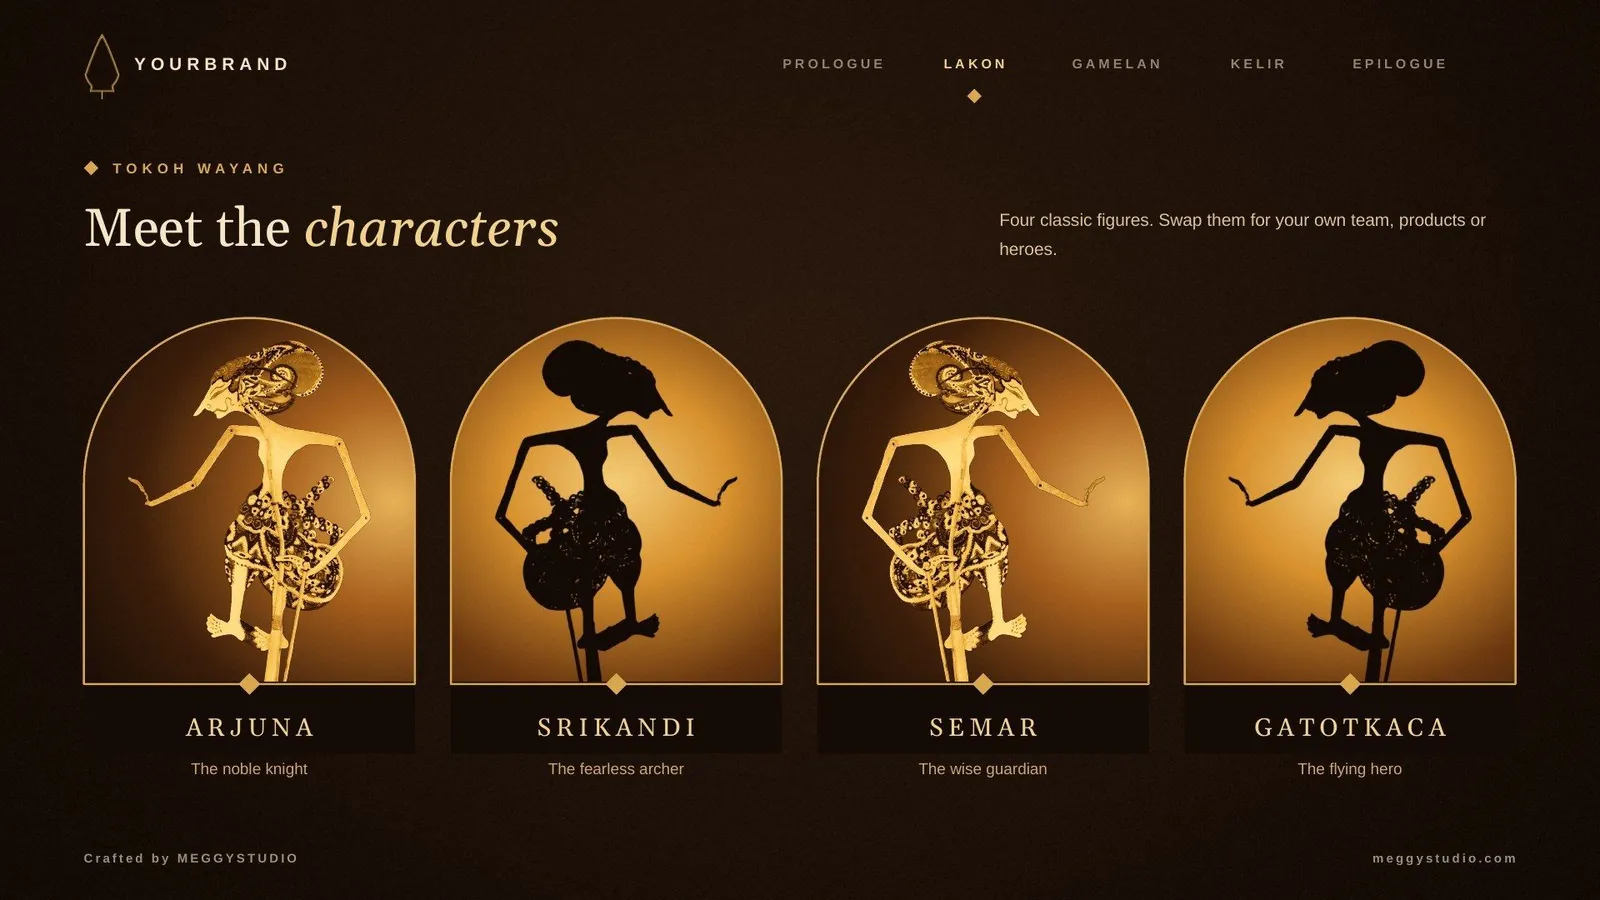 YOURBRAND
PROLOGUE
LAKON
GAMELAN
KELIR
EPILOGUE
TOKOH WAYANG
Meet the characters
Four classic figures. Swap them for your own team, products or
heroes.
ARJUNA
The noble knight
SRIKANDI
The fearless archer
SEMAR
The wise guardian
GATOTKACA
The flying hero
Crafted by MEGGYSTUDIO
meggystudio.com